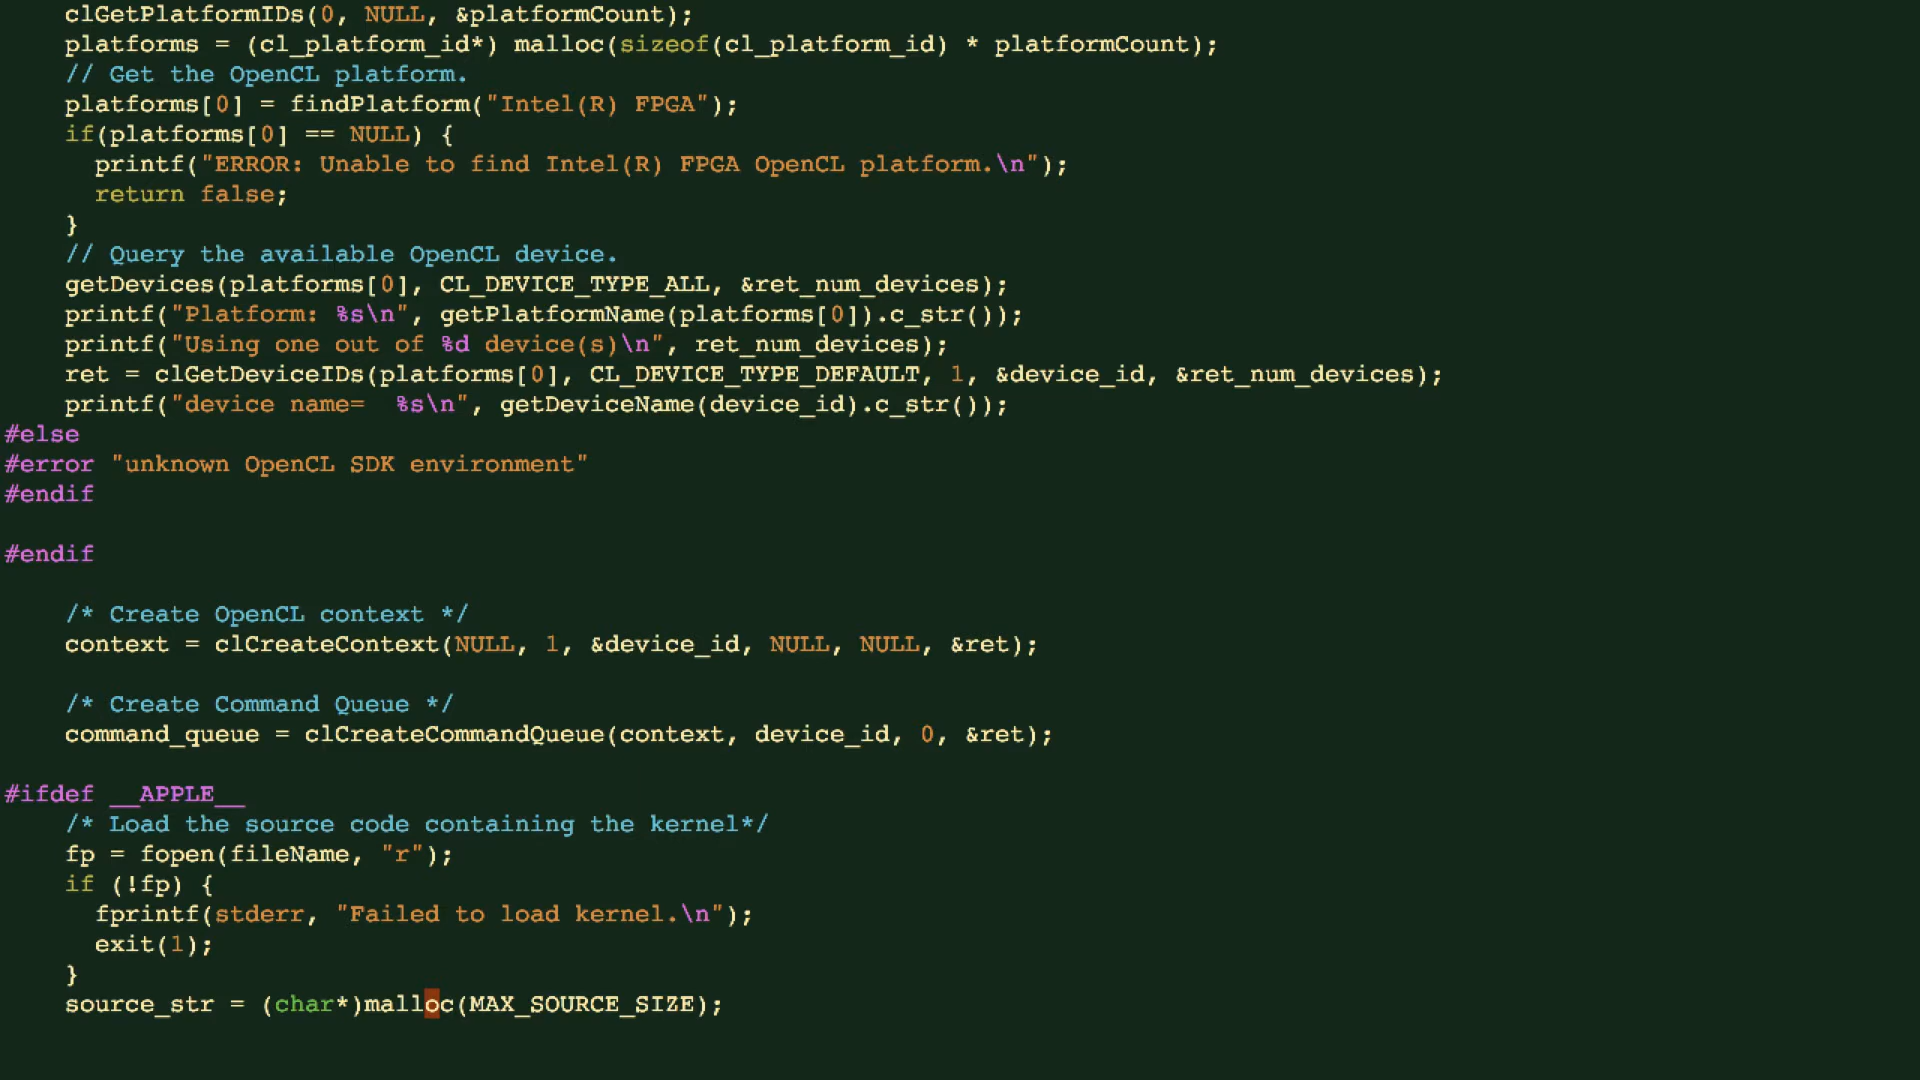 clGetPlatformIDs(0, NULL, &platformCount);
platforms = (cl_platform_id*) malloc(sizeof(cl_platform_id) * platformCount);
// Get the OpenCL platform.
platforms[0] = findPlatform("Intel(R) FPGA");
if(platforms[0] == NULL) {
printf("ERROR: Unable to find Intel(R) FPGA OpenCL platform.\n");
return false;
}
// Query the available OpenCL device.
getDevices(platforms[0], CL_DEVICE_TYPE_ALL, &ret_num_devices);
printf("Platform: %s\n", getPlatformName(platforms[0]).c_str());
printf("Using one out of %d device(s)\n", ret_num_devices);
ret = clGetDeviceIDs(platforms[0], CL_DEVICE_TYPE_DEFAULT, 1, &device_id, &ret_num_devices);
printf("device name=  %s\n", getDeviceName(device_id).c_str());
#else
#error "unknown OpenCL SDK environment"
#endif
#endif
/* Create OpenCL context */
context = clCreateContext(NULL, 1, &device_id, NULL, NULL, &ret);
/* Create Command Queue */
command_queue = clCreateCommandQueue(context, device_id, 0, &ret);
#ifdef __APPLE__
/* Load the source code containing the kernel*/
fp = fopen(fileName, "r");
if (!fp) {
fprintf(stderr, "Failed to load kernel.\n");
exit(1);
}
source_str = (char*)malloc(MAX_SOURCE_SIZE);